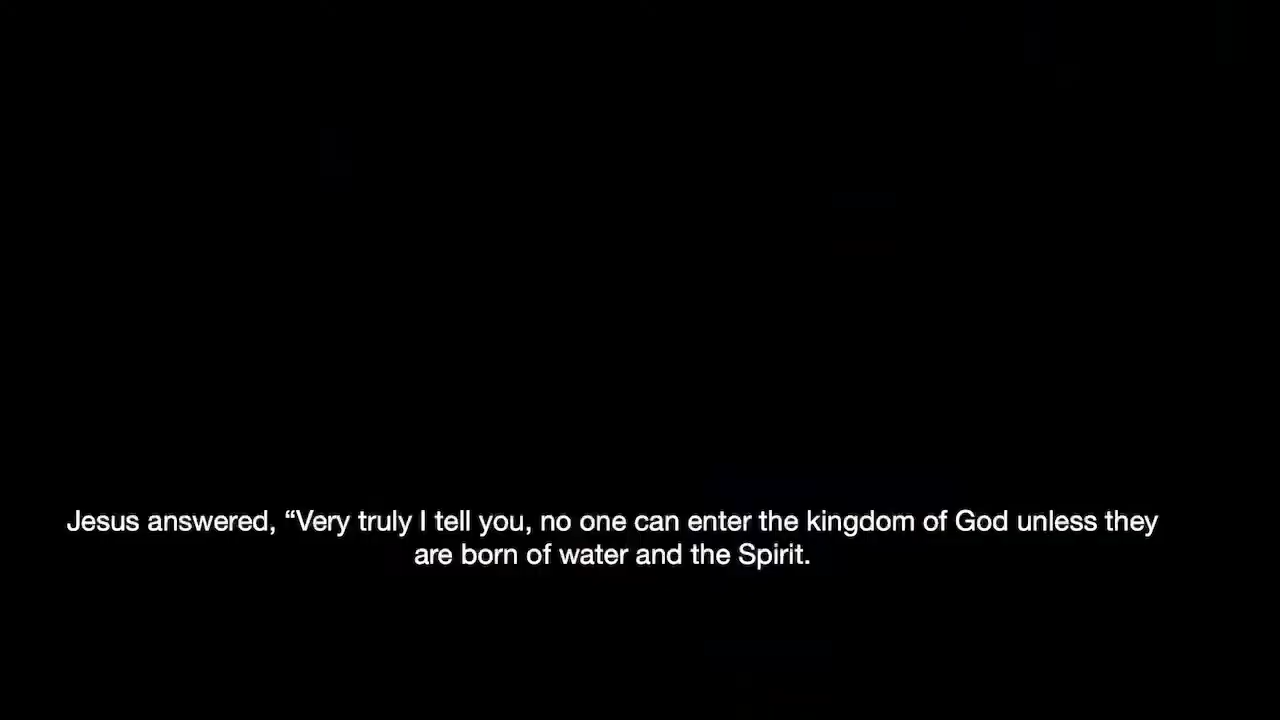 Jesus answered, “Very truly I tell you, no one can enter the kingdom of God unless they
are born of water and the Spirit.